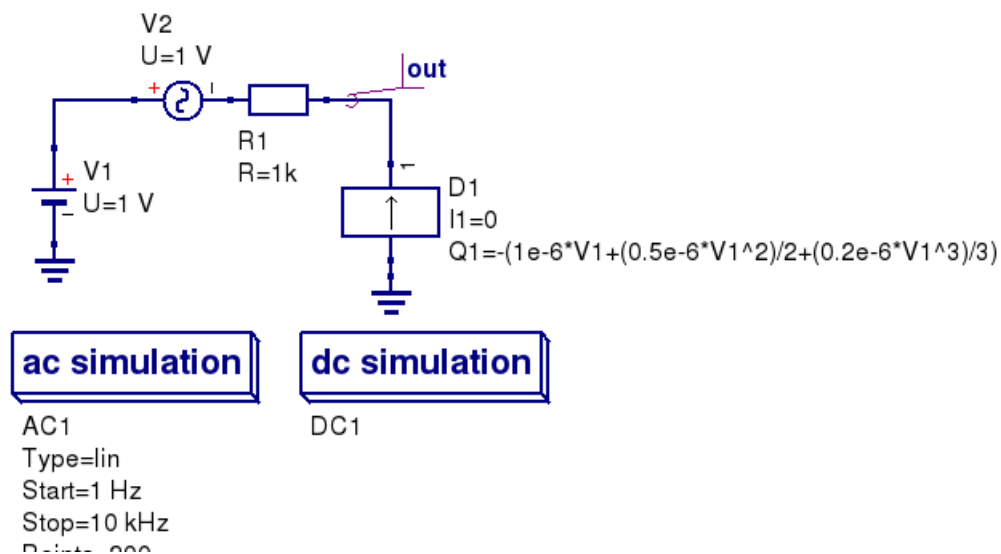 V2
U=1 V
out
+
–
R1
R=1k
+
V1
U=1 V
–
1
D1
I1=0
Q1=-(1e-6*V1+(0.5e-6*V1^2)/2+(0.2e-6*V1^3)/3)
ac simulation
dc simulation
AC1
DC1
Type=lin
Start=1 Hz
Stop=10 kHz